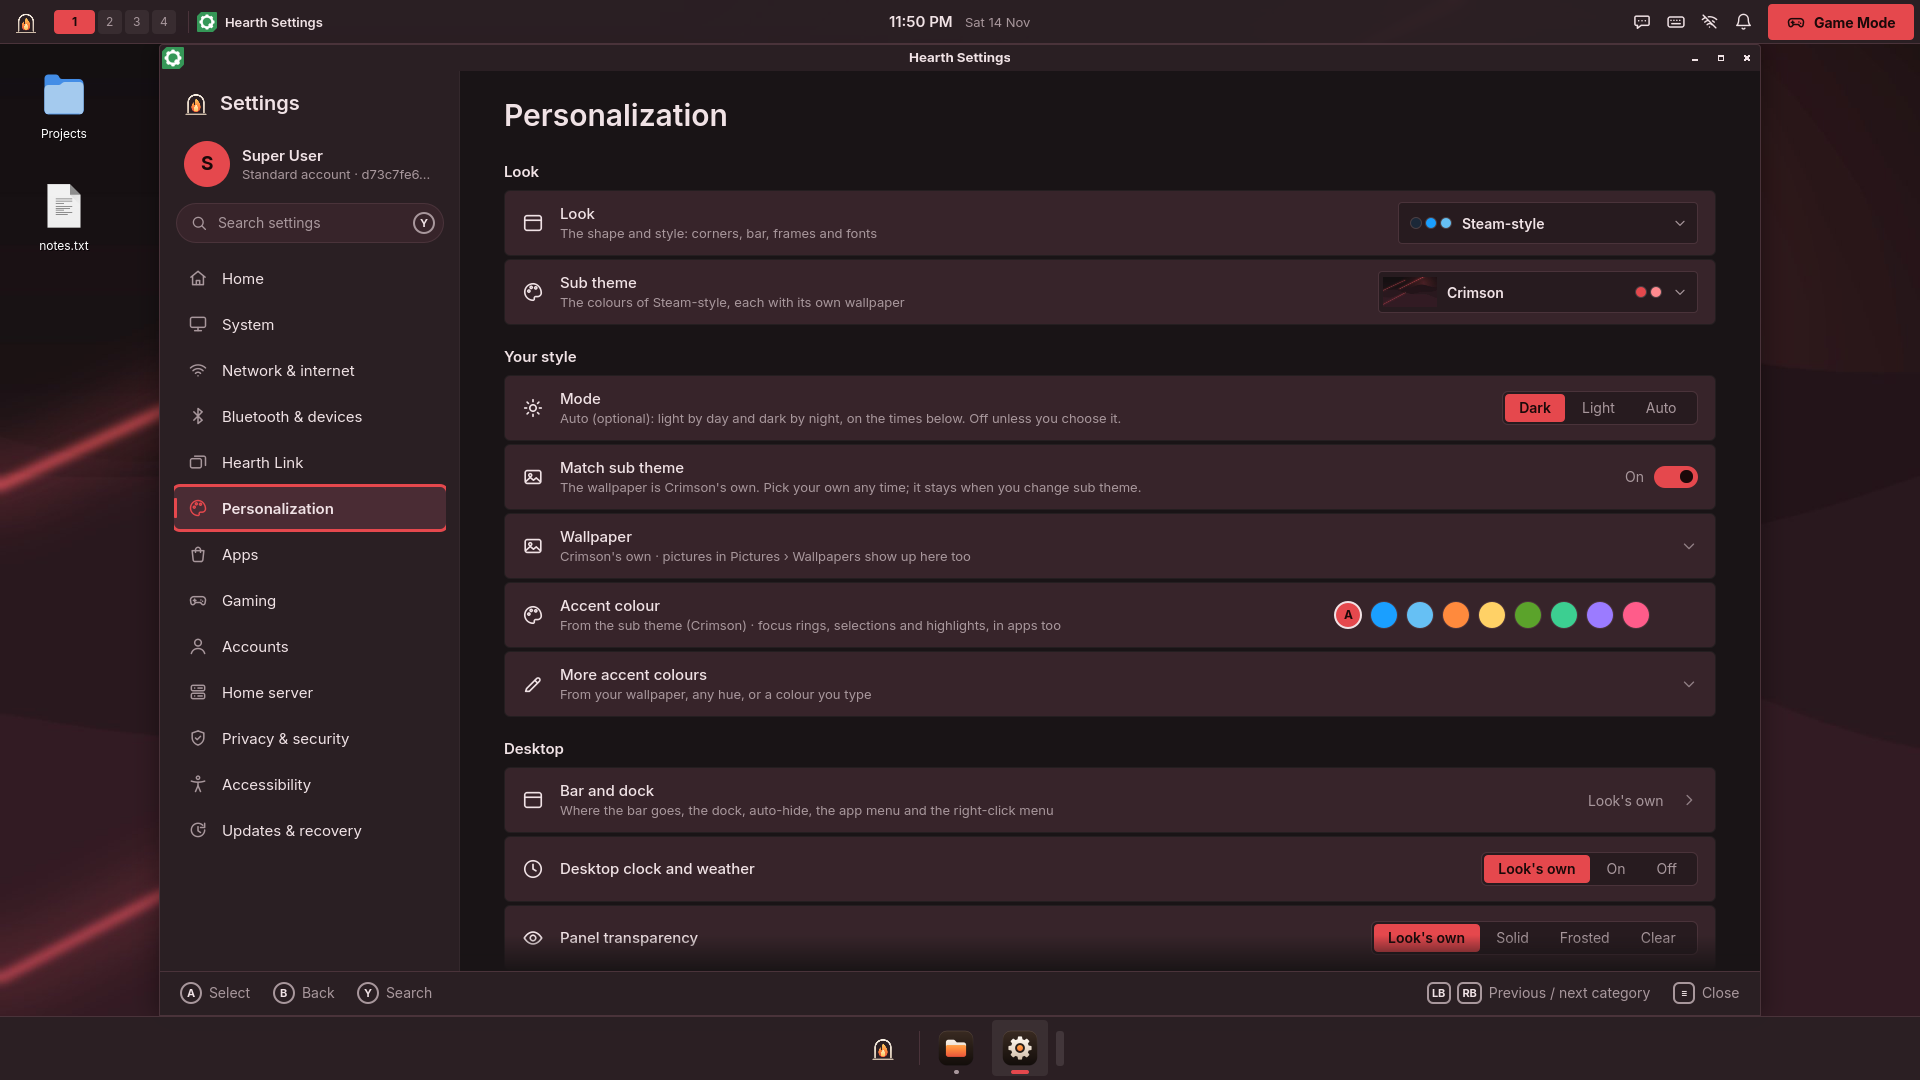 1 2 3 4 Hearth Settings
11:50 PM Sat 14 Nov
Game Mode
Projects
notes.txt
Hearth Settings
Settings
S
Super User
Standard account · d73c7fe6...
Search settings Y
Home
System
Network & internet
Bluetooth & devices
Hearth Link
Personalization
Apps
Gaming
Accounts
Home server
Privacy & security
Accessibility
Updates & recovery
Personalization
Look
Look
The shape and style: corners, bar, frames and fonts
Steam-style
Sub theme
The colours of Steam-style, each with its own wallpaper
Crimson
Your style
Mode
Auto (optional): light by day and dark by night, on the times below. Off unless you choose it.
Dark Light Auto
Match sub theme
The wallpaper is Crimson's own. Pick your own any time; it stays when you change sub theme.
On
Wallpaper
Crimson's own · pictures in Pictures › Wallpapers show up here too
Accent colour
From the sub theme (Crimson) · focus rings, selections and highlights, in apps too
A
More accent colours
From your wallpaper, any hue, or a colour you type
Desktop
Bar and dock
Where the bar goes, the dock, auto-hide, the app menu and the right-click menu
Look's own
Desktop clock and weather
Look's own On Off
Panel transparency
Look's own Solid Frosted Clear
A Select B Back Y Search
LB RB Previous / next category Close